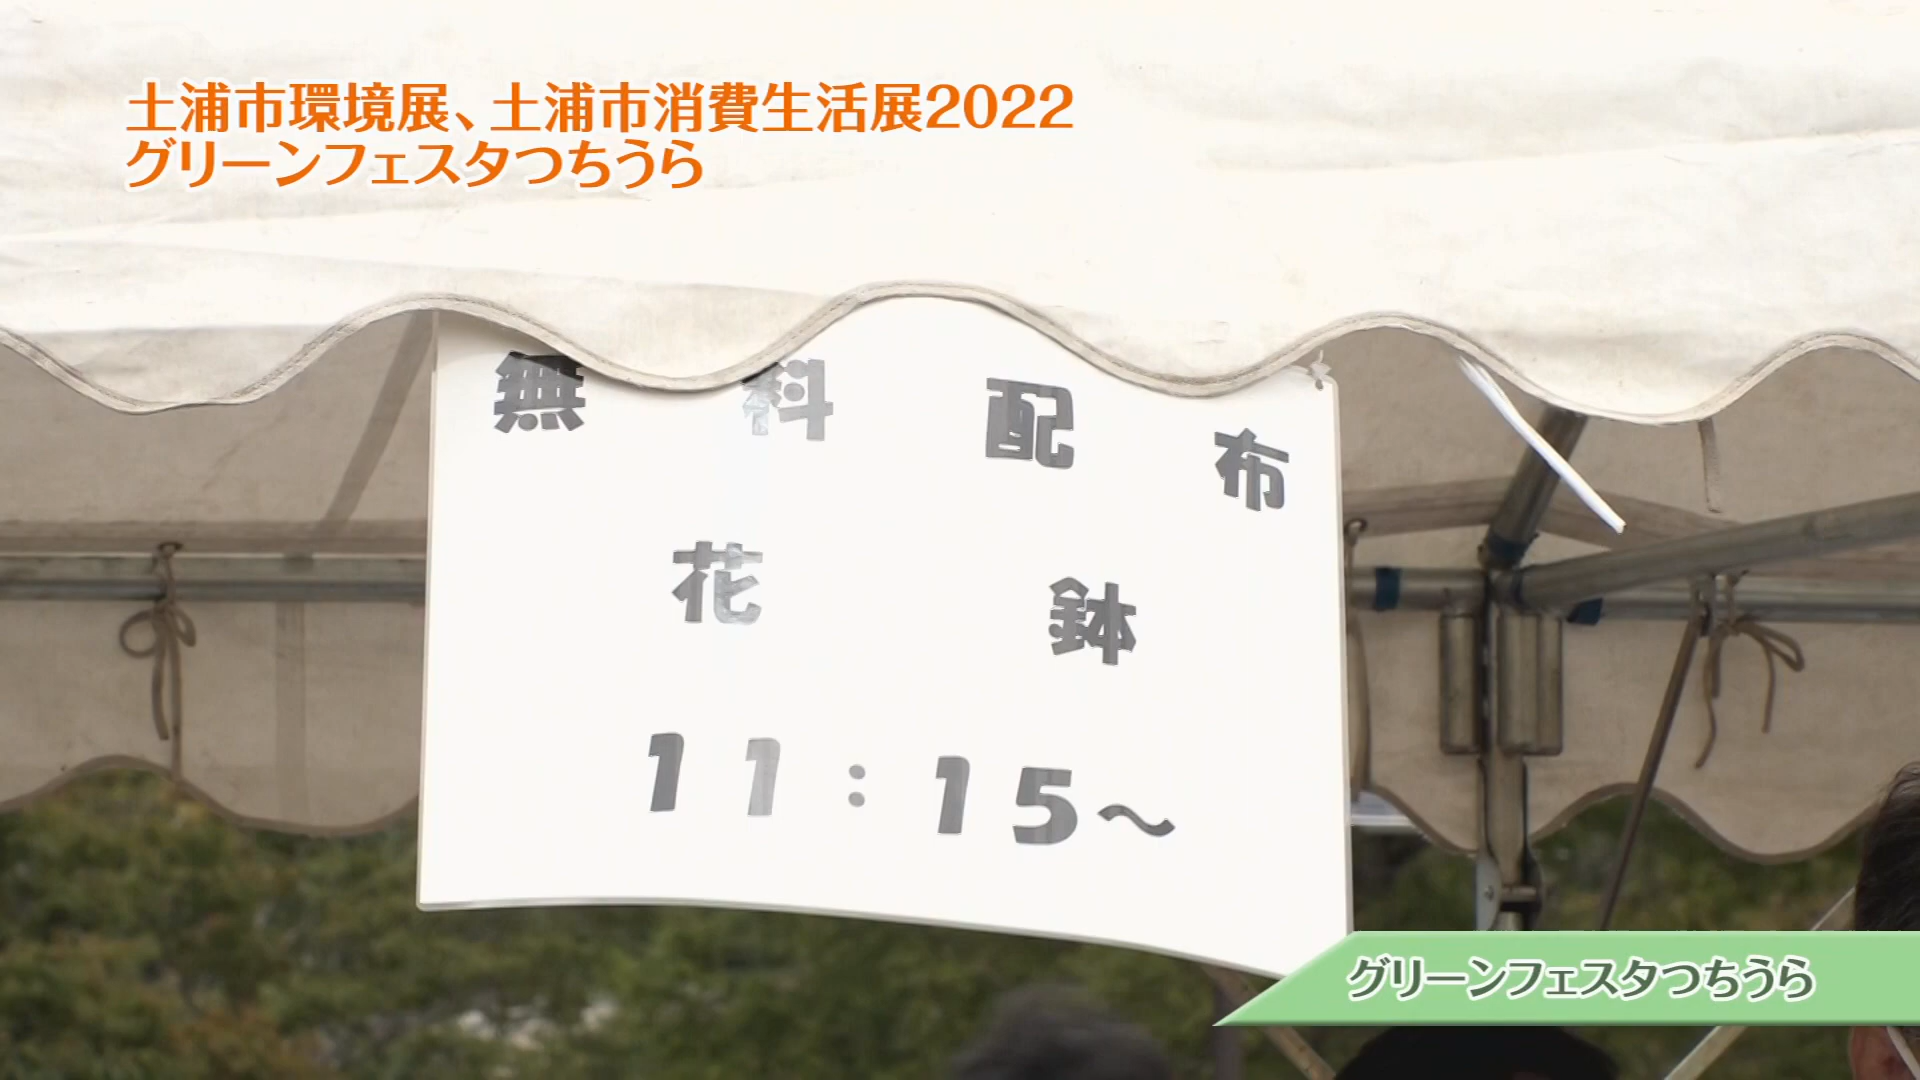 土浦市環境展、土浦市消費生活展2022
グリーンフェスタつちうら
無料配布
花鉢
11：15～
グリーンフェスタつちうら